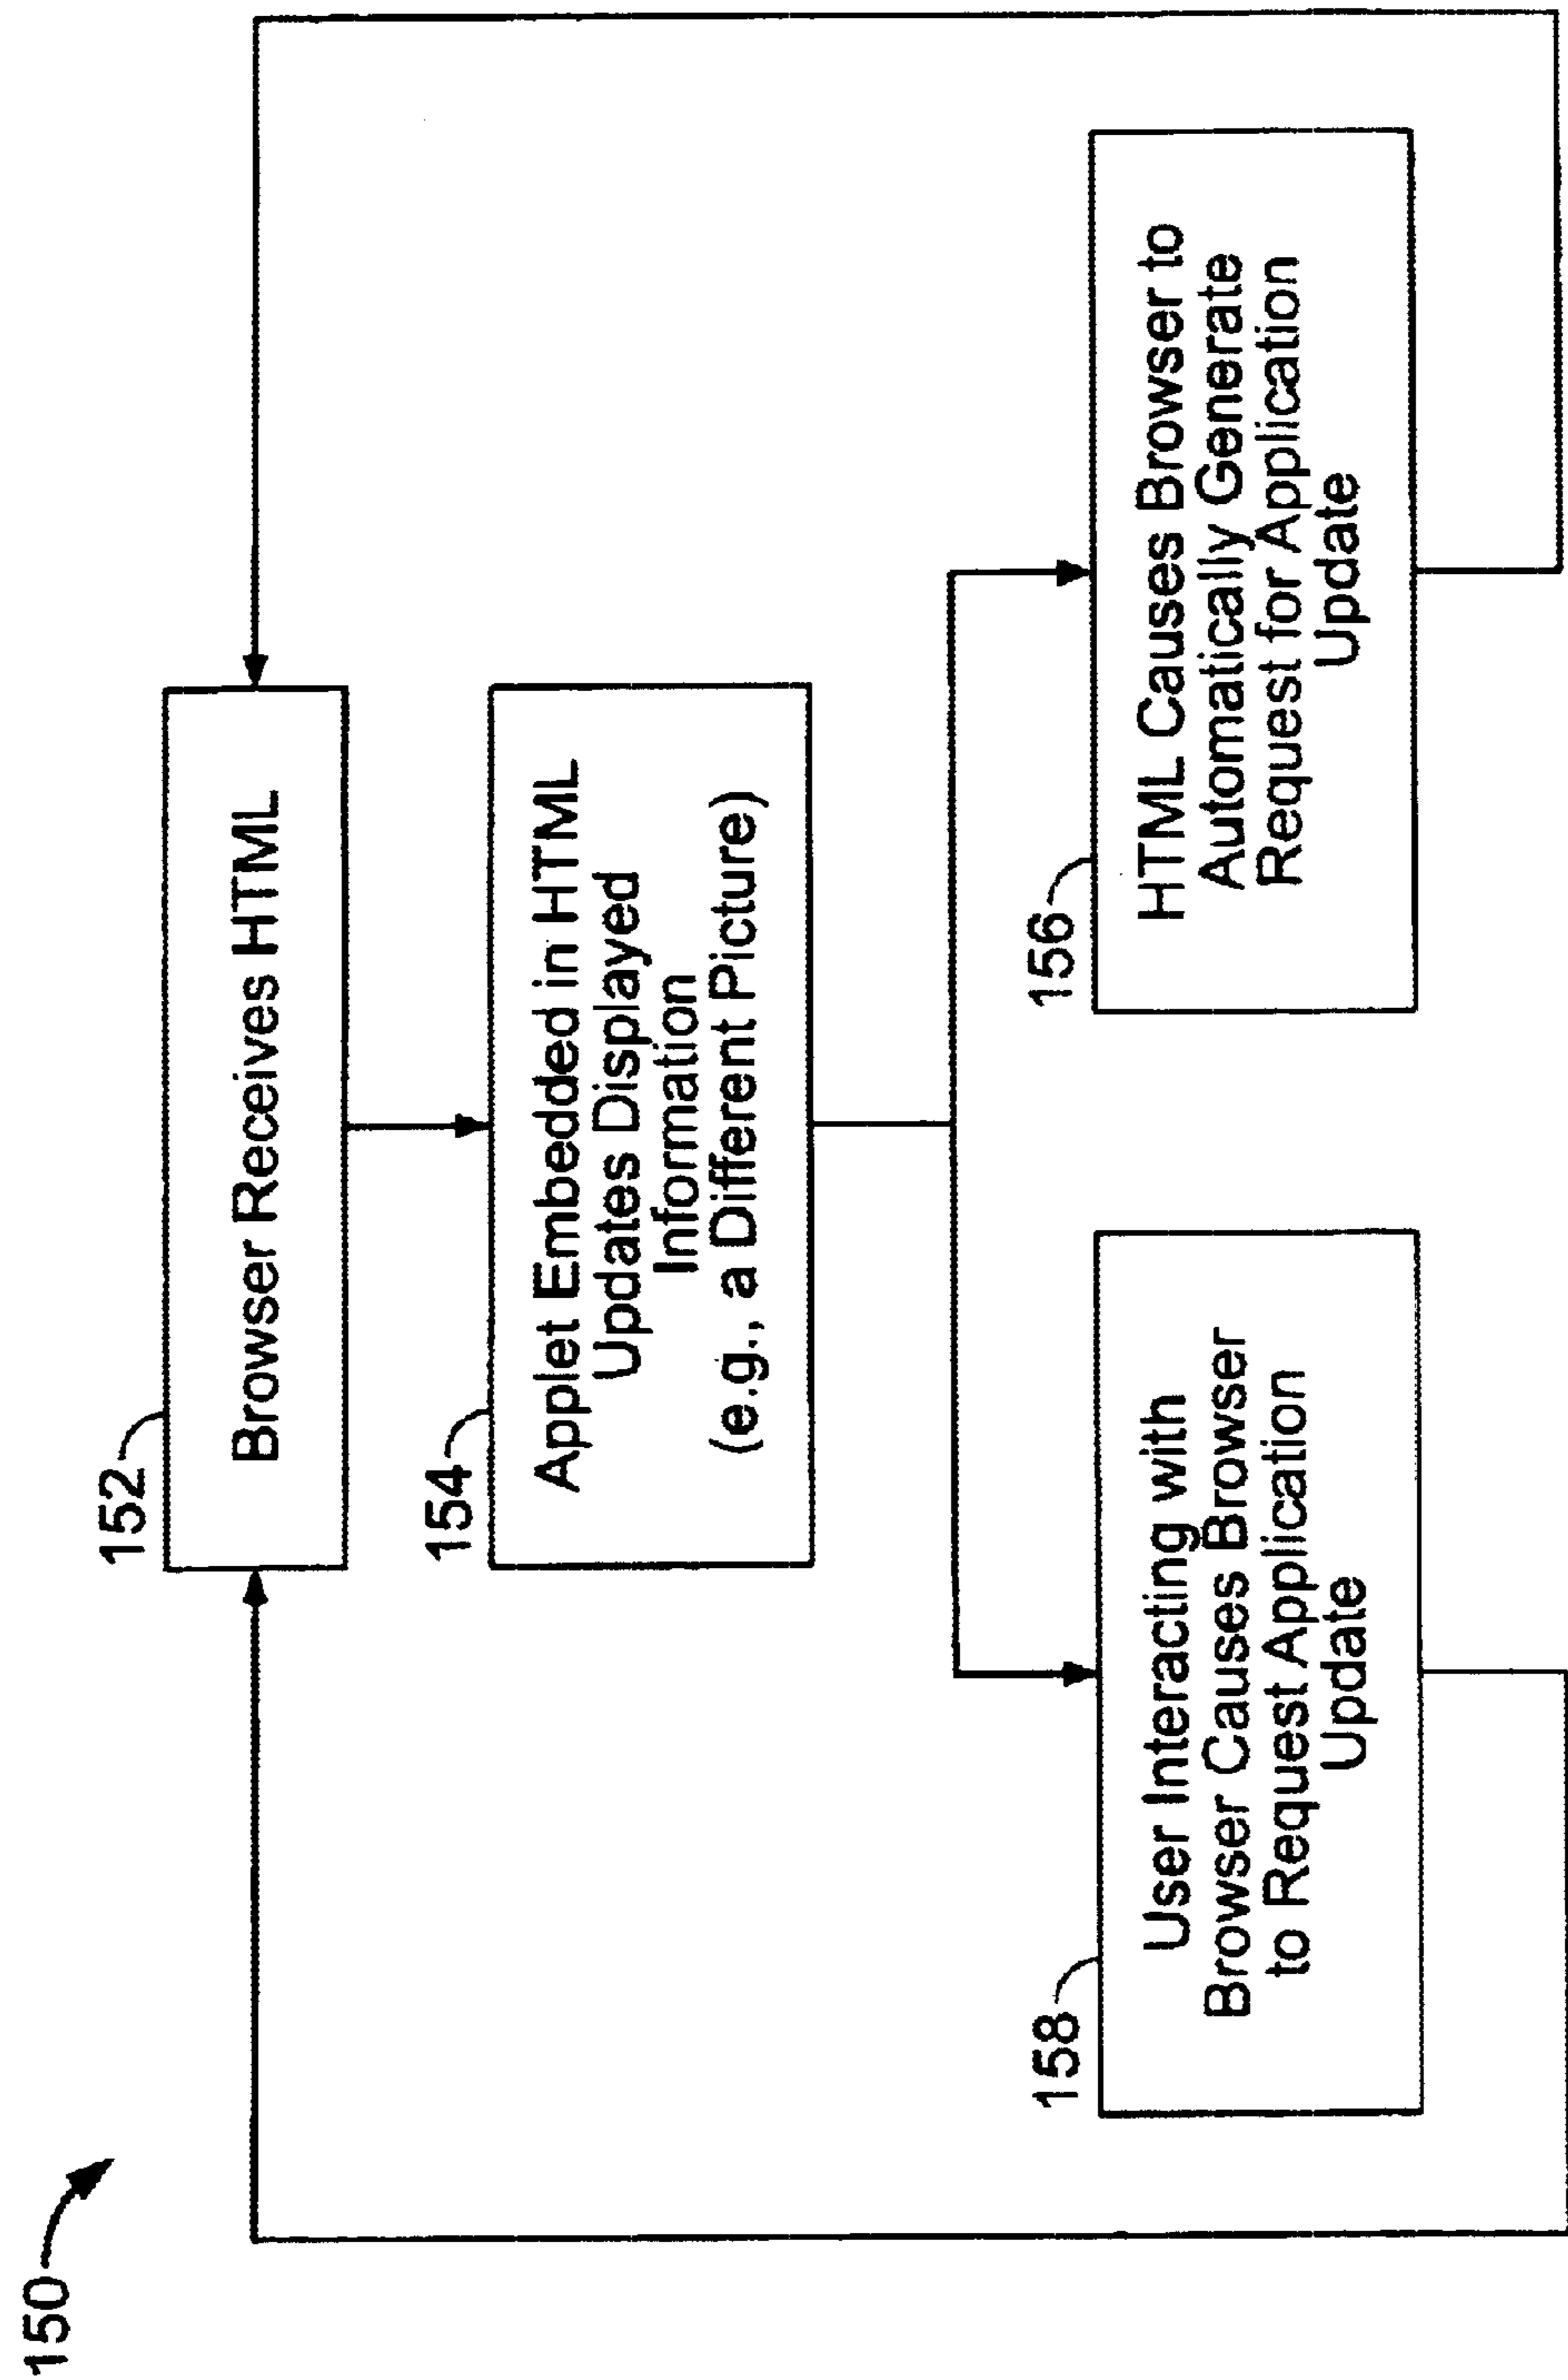 150
152
Browser Receives HTML
154
Applet Embedded in HTML
Updates Displayed
Information
(e.g., a Different Picture)
158
User Interacting with
Browser Causes Browser
to Request Application
Update
156
HTML Causes Browser to
Automatically Generate
Request for Application
Update